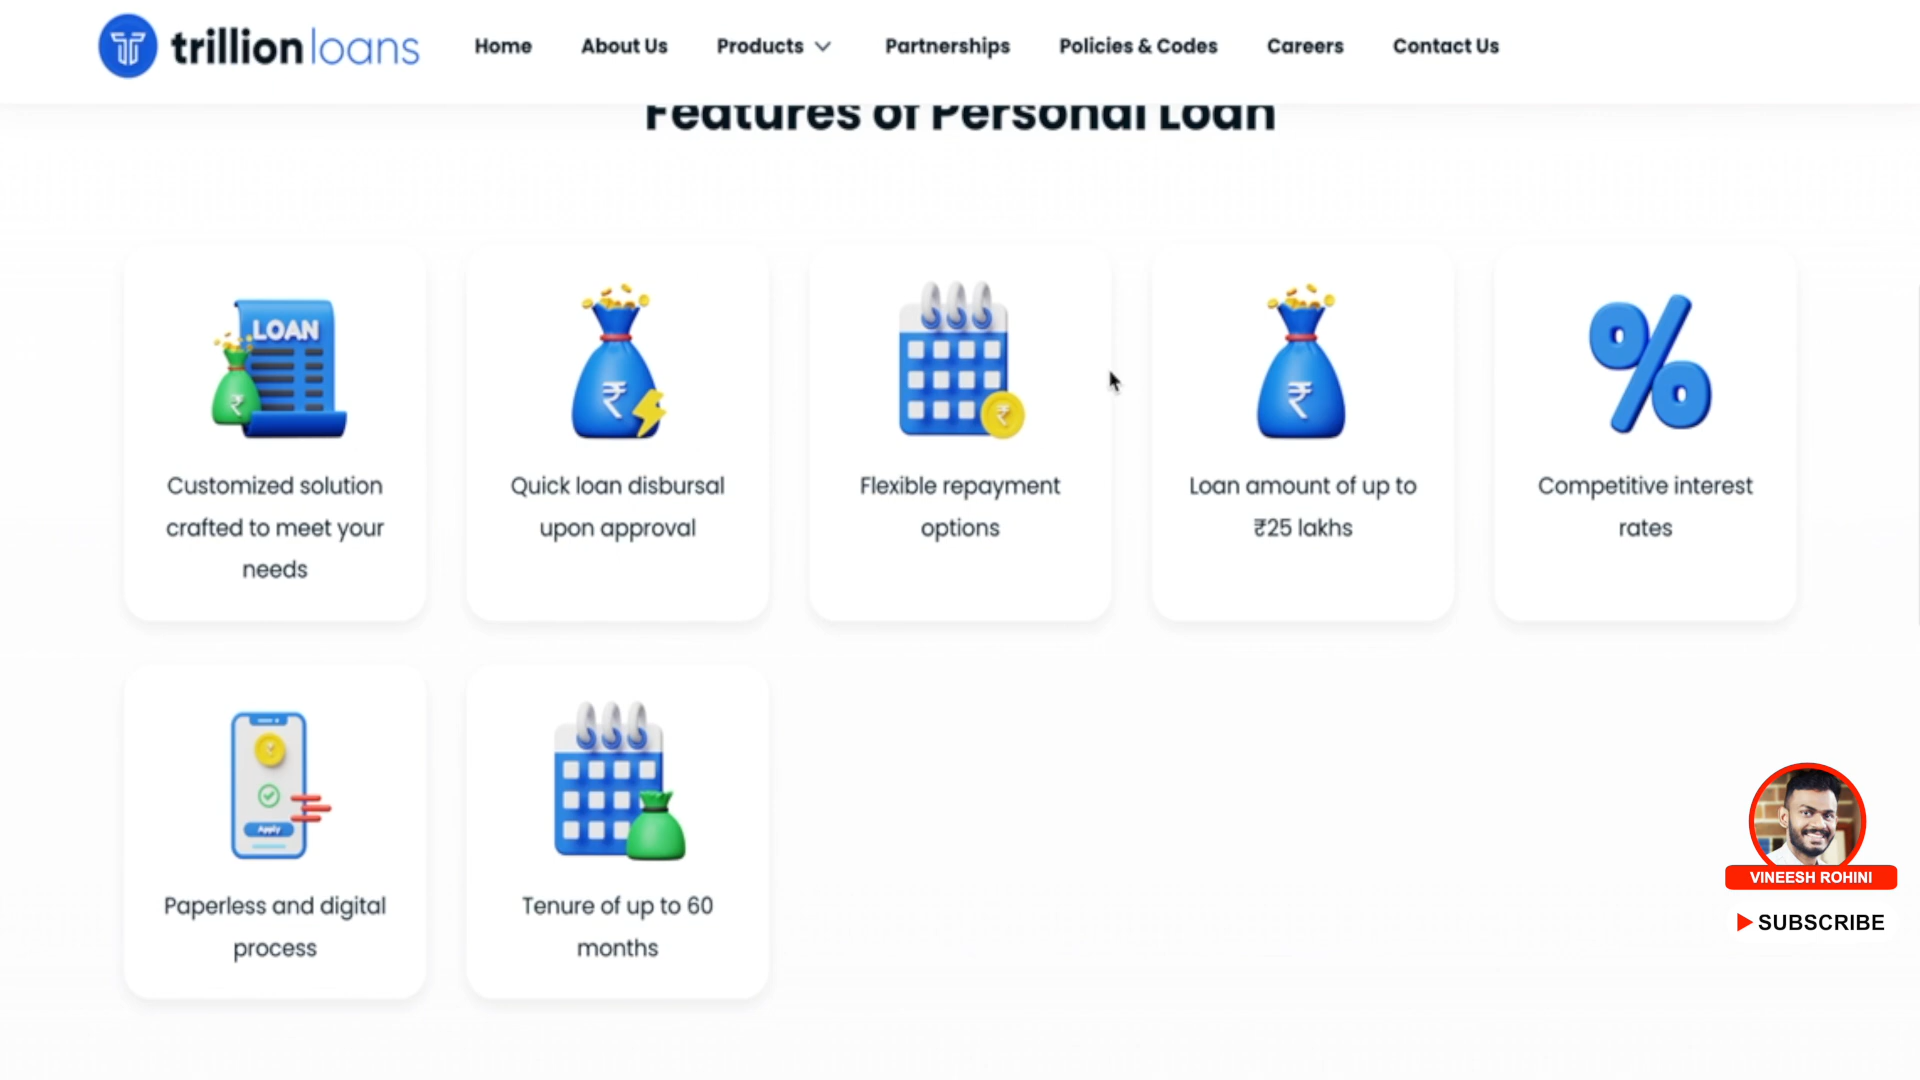 trillion loans
Home
About Us
Products
Partnerships
Policies & Codes
Careers
Contact Us
Features of Personal Loan
LOAN
₹
₹
₹
₹
Customized solution
crafted to meet your
needs
Quick loan disbursal
upon approval
Flexible repayment
options
Loan amount of up to
₹25 lakhs
Competitive interest
rates
Apply
Paperless and digital
process
Tenure of up to 60
months
VINEESH ROHINI
SUBSCRIBE